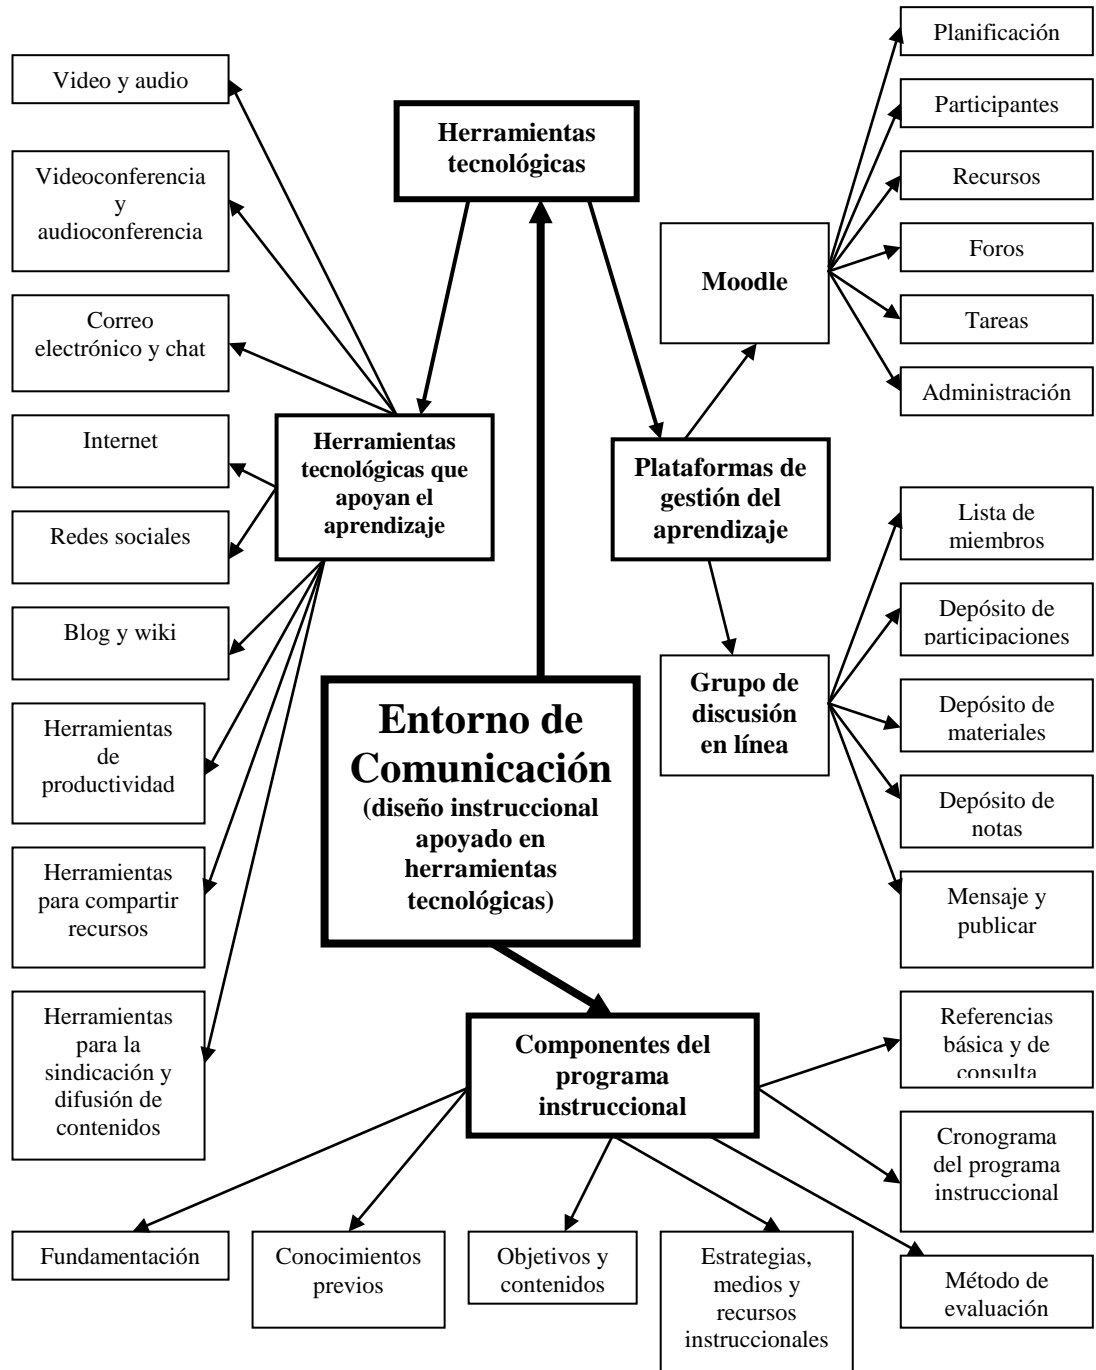 Planificación
Video y audio
Herramientas
tecnológicas
Participantes
Videoconferencia
y
audioconferencia
Recursos
Moodle
Foros
Correo
electrónico y chat
Tareas
Administración
Internet
Herramientas
tecnológicas que
apoyan el
aprendizaje
Plataformas de
gestión del
aprendizaje
Redes sociales
Lista de
miembros
Blog y wiki
Depósito de
participaciones
Grupo de
discusión
en línea
Depósito de
materiales
Entorno de
Comunicación
(diseño instruccional
apoyado en
herramientas
tecnológicas)
Herramientas
de
productividad
Depósito de
notas
Herramientas
para compartir
recursos
Mensaje y
publicar
Herramientas
para la
sindicación y
difusión de
contenidos
Componentes del
programa
instruccional
Referencias
básica y de
consulta
Cronograma
del programa
instruccional
Fundamentación
Conocimientos
previos
Objetivos y
contenidos
Estrategias,
medios y
recursos
instruccionales
Método de
evaluación